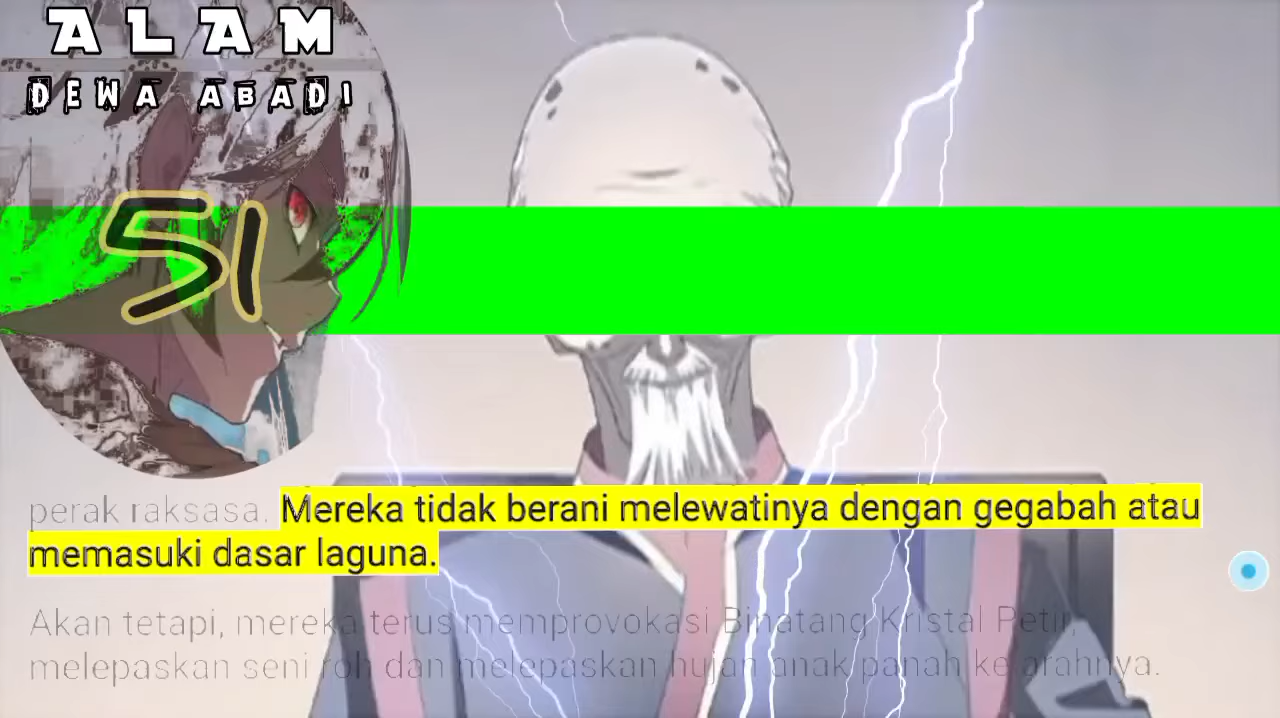 ALAM
DEWA ABADI
51
perak raksasa. Mereka tidak berani melewatinya dengan gegabah atau
memasuki dasar laguna.
Akan tetapi, mereka terus memprovokasi Binatang Kristal Petir,
melepaskan seni roh dan melepaskan hujan anak panah ke arahnya.